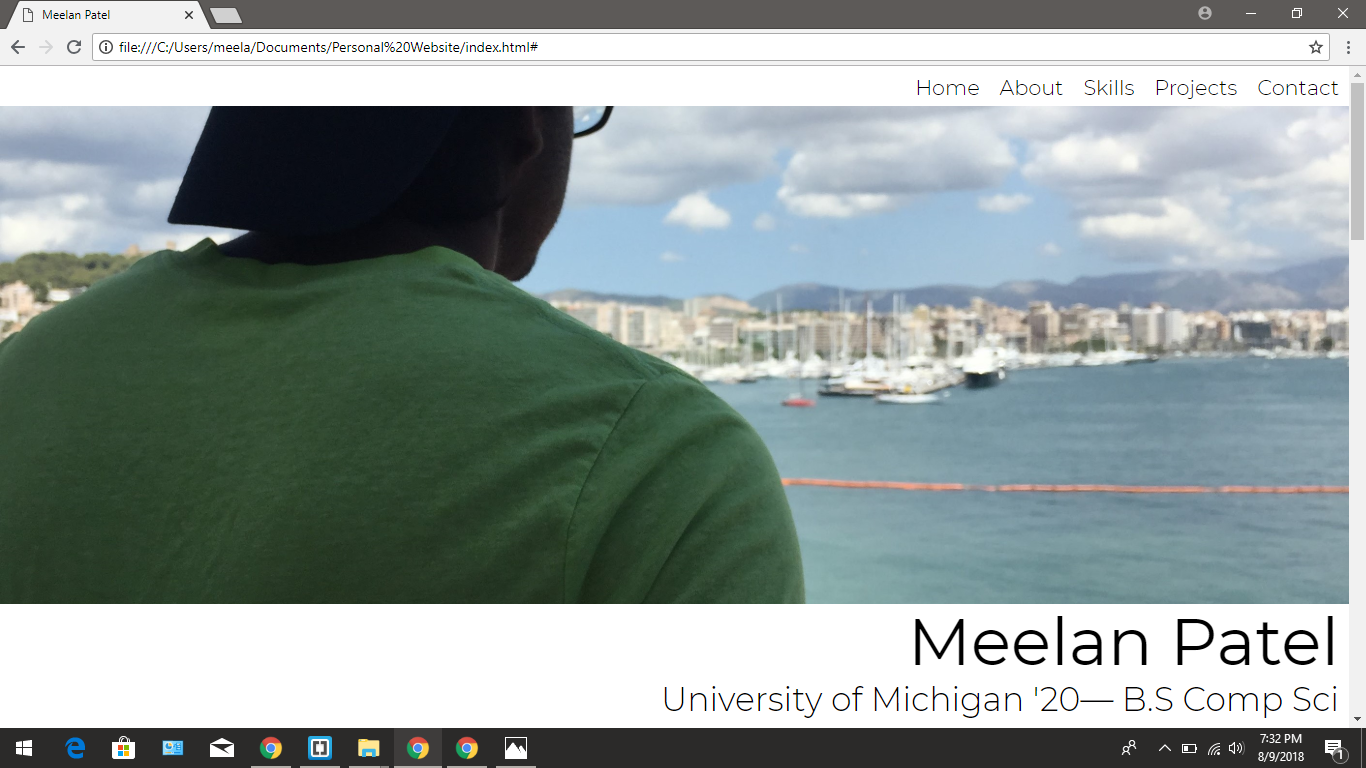 Meelan Patel
file:///C:/Users/meela/Documents/Personal%20Website/index.html#
Home About Skills Projects Contact
Meelan Patel
University of Michigan '20— B.S Comp Sci
7:32 PM
8/9/2018
1